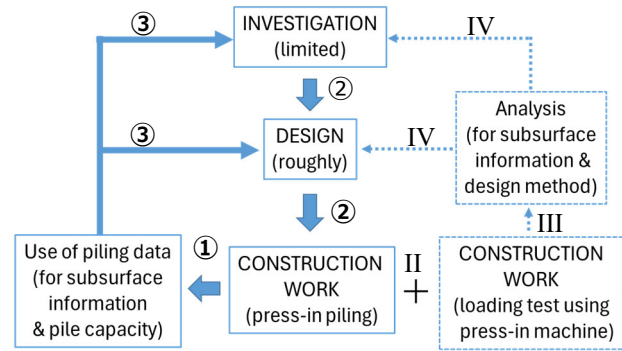 ③
INVESTIGATION
(limited)
IV
②
③
DESIGN
(roughly)
IV
Analysis
(for subsurface
information &
design method)
②
III
Use of piling data
(for subsurface
information
& pile capacity)
①
CONSTRUCTION
WORK
(press-in piling)
II
+
CONSTRUCTION
WORK
(loading test using
press-in machine)